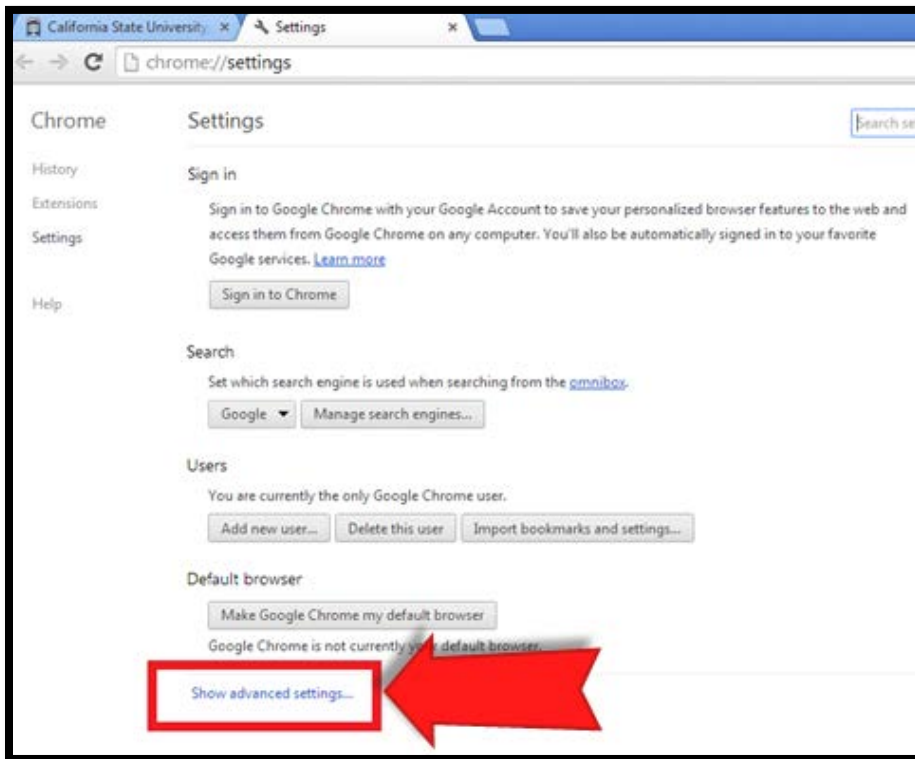 California State University
Settings
chrome://settings
Chrome
Settings
Search se
History
Extensions
Settings
Help
Sign in
Sign in to Google Chrome with your Google Account to save your personalized browser features to the web and
access them from Google Chrome on any computer. You'll also be automatically signed in to your favorite
Google services. Learn more
Sign in to Chrome
Search
Set which search engine is used when searching from the omnibox.
Google
Manage search engines...
Users
You are currently the only Google Chrome user.
Add new user...
Delete this user
Import bookmarks and settings...
Default browser
Make Google Chrome my default browser
Google Chrome is not currently your default browser.
Show advanced settings...